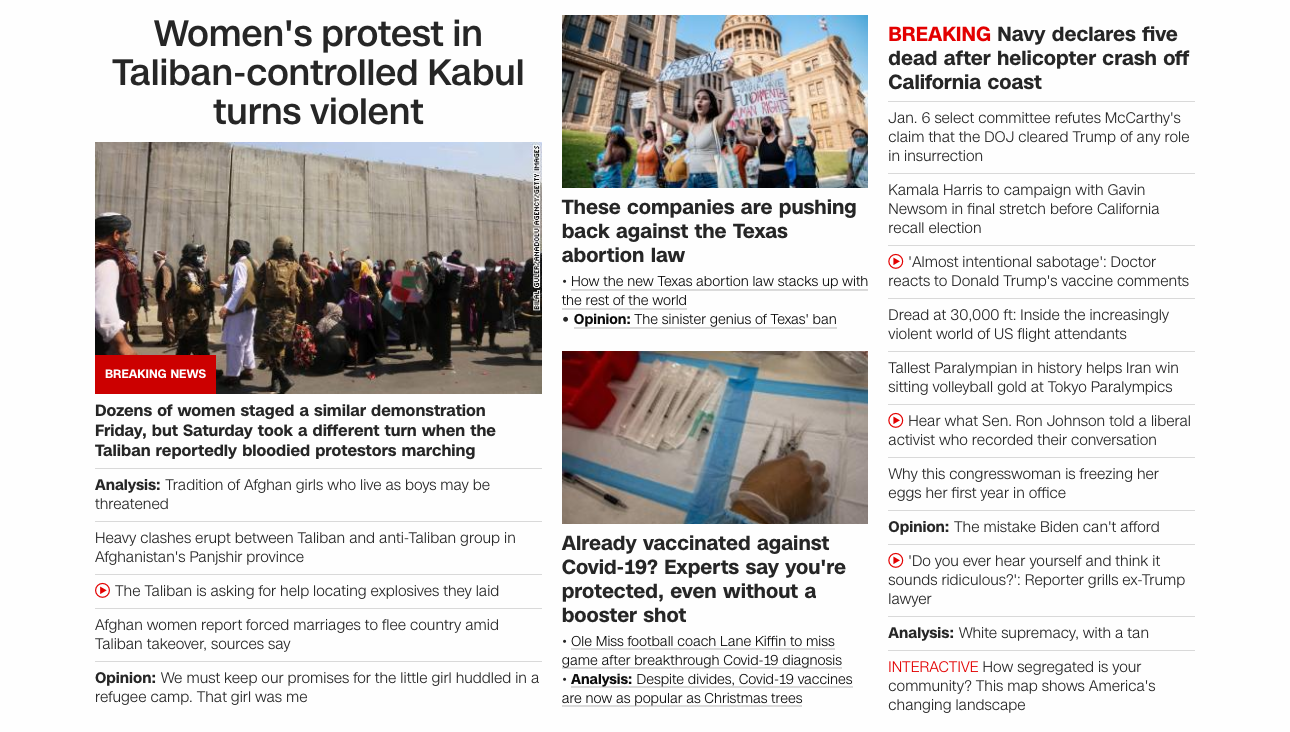 Women's protest in
Taliban-controlled Kabul
turns violent
BILAL GULER/ANADOLU AGENCY/GETTY IMAGES
BREAKING NEWS
Dozens of women staged a similar demonstration
Friday, but Saturday took a different turn when the
Taliban reportedly bloodied protestors marching
Analysis: Tradition of Afghan girls who live as boys may be
threatened
Heavy clashes erupt between Taliban and anti-Taliban group in
Afghanistan's Panjshir province
The Taliban is asking for help locating explosives they laid
Afghan women report forced marriages to flee country amid
Taliban takeover, sources say
Opinion: We must keep our promises for the little girl huddled in a
refugee camp. That girl was me
FUNDAMENTAL
HUMAN RIGHTS
These companies are pushing
back against the Texas
abortion law
• How the new Texas abortion law stacks up with
the rest of the world
• Opinion: The sinister genius of Texas' ban
Already vaccinated against
Covid-19? Experts say you're
protected, even without a
booster shot
• Ole Miss football coach Lane Kiffin to miss
game after breakthrough Covid-19 diagnosis
• Analysis: Despite divides, Covid-19 vaccines
are now as popular as Christmas trees
BREAKING Navy declares five
dead after helicopter crash off
California coast
Jan. 6 select committee refutes McCarthy's
claim that the DOJ cleared Trump of any role
in insurrection
Kamala Harris to campaign with Gavin
Newsom in final stretch before California
recall election
'Almost intentional sabotage': Doctor
reacts to Donald Trump's vaccine comments
Dread at 30,000 ft: Inside the increasingly
violent world of US flight attendants
Tallest Paralympian in history helps Iran win
sitting volleyball gold at Tokyo Paralympics
Hear what Sen. Ron Johnson told a liberal
activist who recorded their conversation
Why this congresswoman is freezing her
eggs her first year in office
Opinion: The mistake Biden can't afford
'Do you ever hear yourself and think it
sounds ridiculous?': Reporter grills ex-Trump
lawyer
Analysis: White supremacy, with a tan
INTERACTIVE How segregated is your
community? This map shows America's
changing landscape